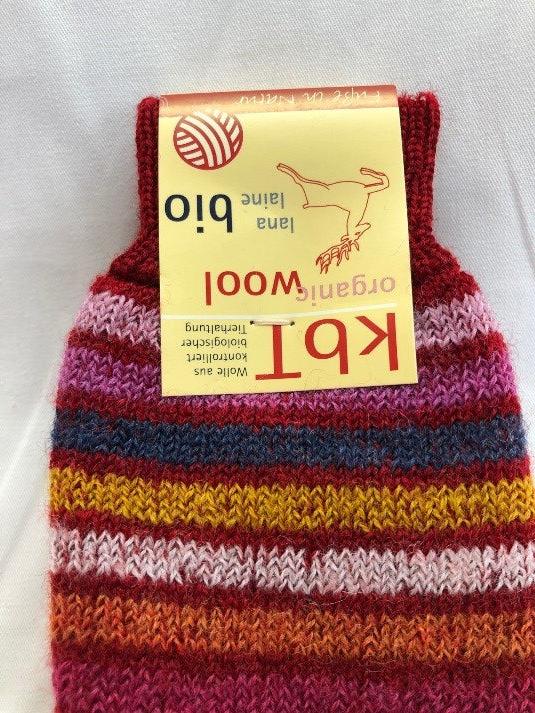 kbT
Wolle aus
kontrolliert
biologischer
Tierhaltung
organic
wool
lana
laine
bio